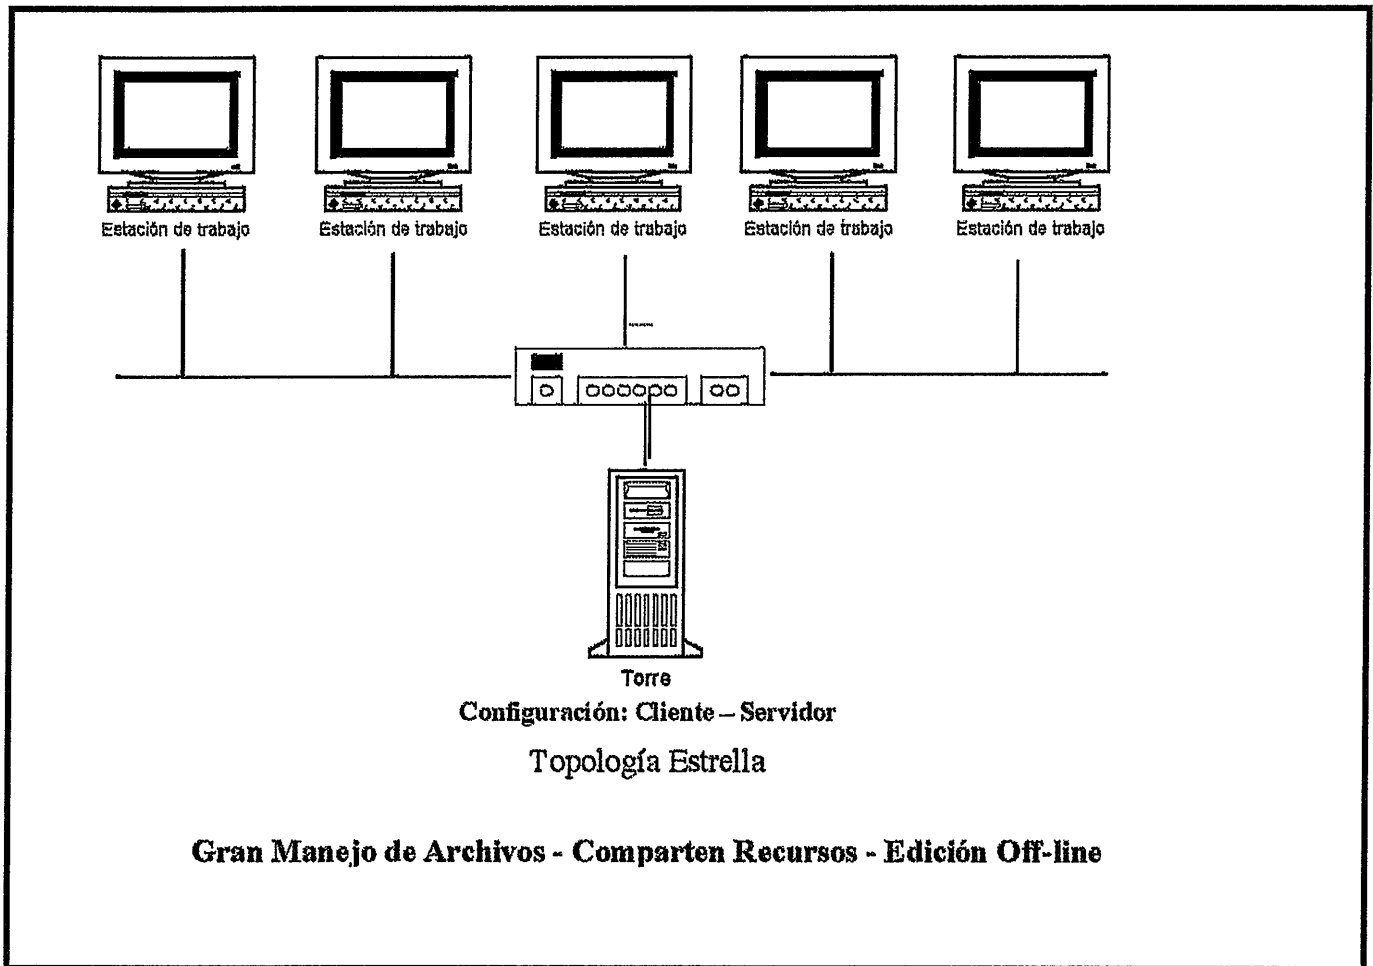 Estación de trabajo Estación de trabajo Estación de trabajo Estación de trabajo Estación de trabajo
Torre
Configuración: Cliente – Servidor
Topología Estrella
Gran Manejo de Archivos - Comparten Recursos - Edición Off-line